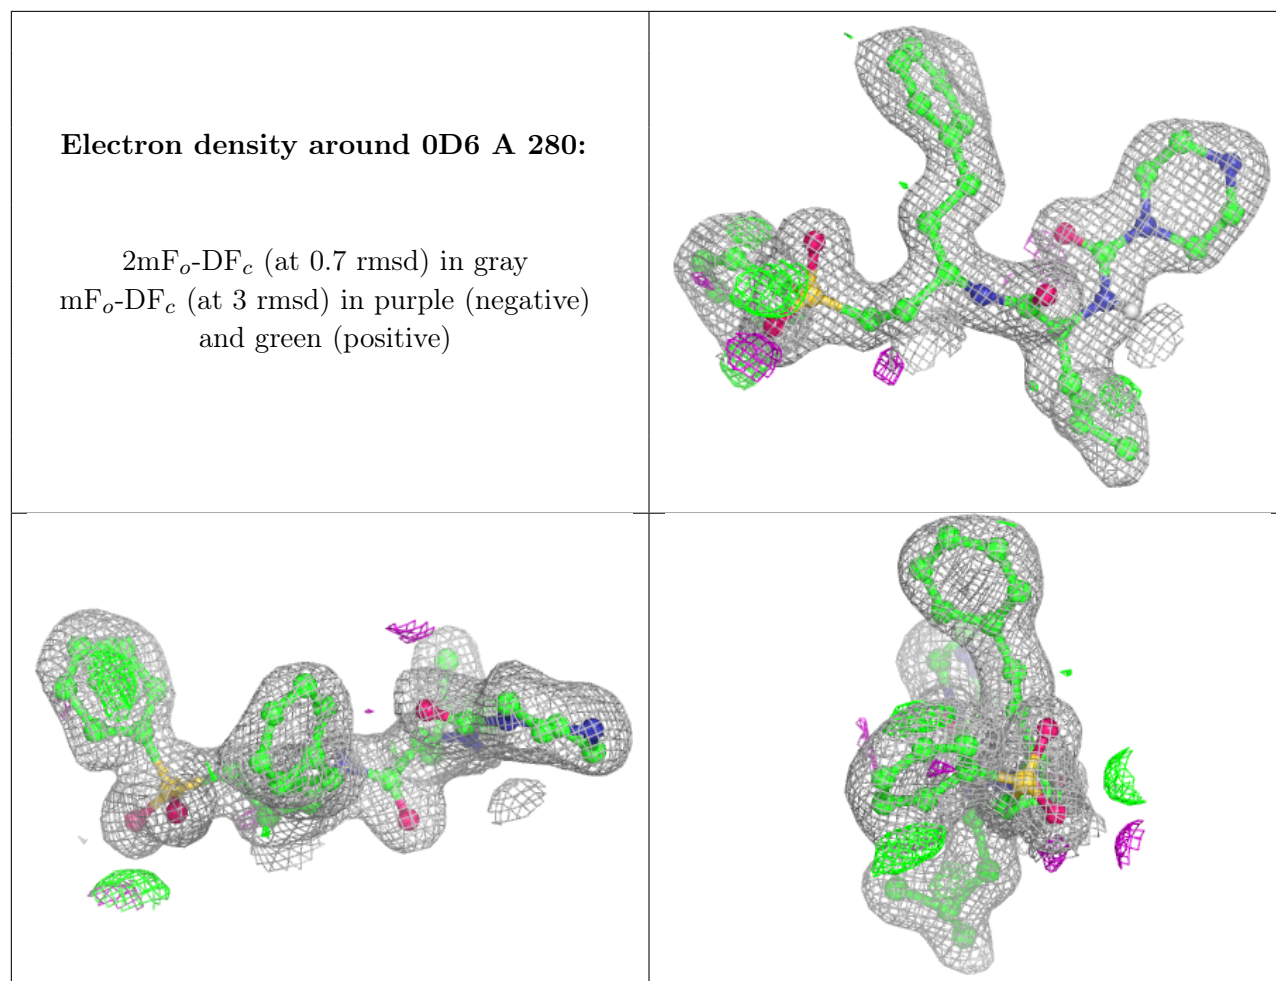 Electron density around 0D6 A 280:
2mFo-DFc (at 0.7 rmsd) in gray
mFo-DFc (at 3 rmsd) in purple (negative)
and green (positive)